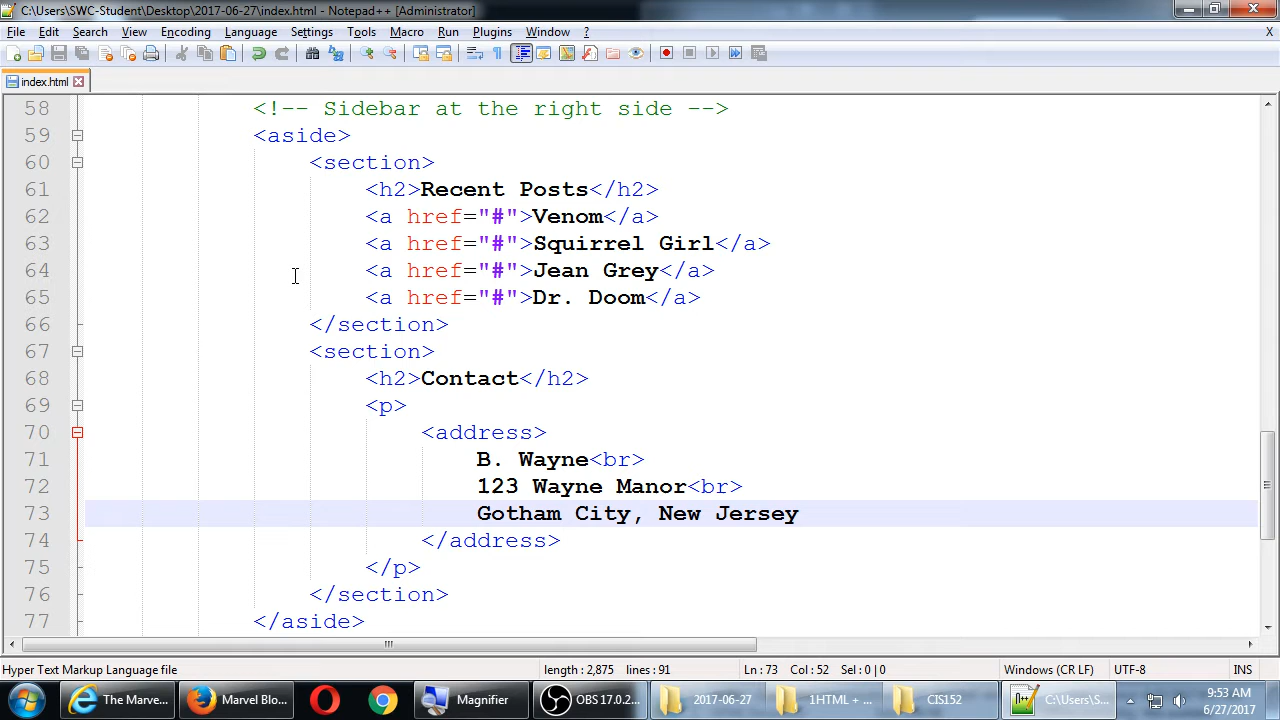 C:\Users\SWC-Student\Desktop\2017-06-27\index.html - Notepad++ [Administrator]
File Edit Search View Encoding Language Settings Tools Macro Run Plugins Window ? X
index.html
58 <!-- Sidebar at the right side -->
59 <aside>
60 <section>
61 <h2>Recent Posts</h2>
62 <a href="#">Venom</a>
63 <a href="#">Squirrel Girl</a>
64 <a href="#">Jean Grey</a>
65 <a href="#">Dr. Doom</a>
66 </section>
67 <section>
68 <h2>Contact</h2>
69 <p>
70 <address>
71 B. Wayne<br>
72 123 Wayne Manor<br>
73 Gotham City, New Jersey
74 </address>
75 </p>
76 </section>
77 </aside>
Hyper Text Markup Language file length : 2,875 lines : 91 Ln : 73 Col : 52 Sel : 0 | 0 Windows (CR LF) UTF-8 INS
The Marve... Marvel Blo... Magnifier OBS 17.0.2... 2017-06-27 1HTML + ... CIS152 C:\Users\S... 9:53 AM
6/27/2017